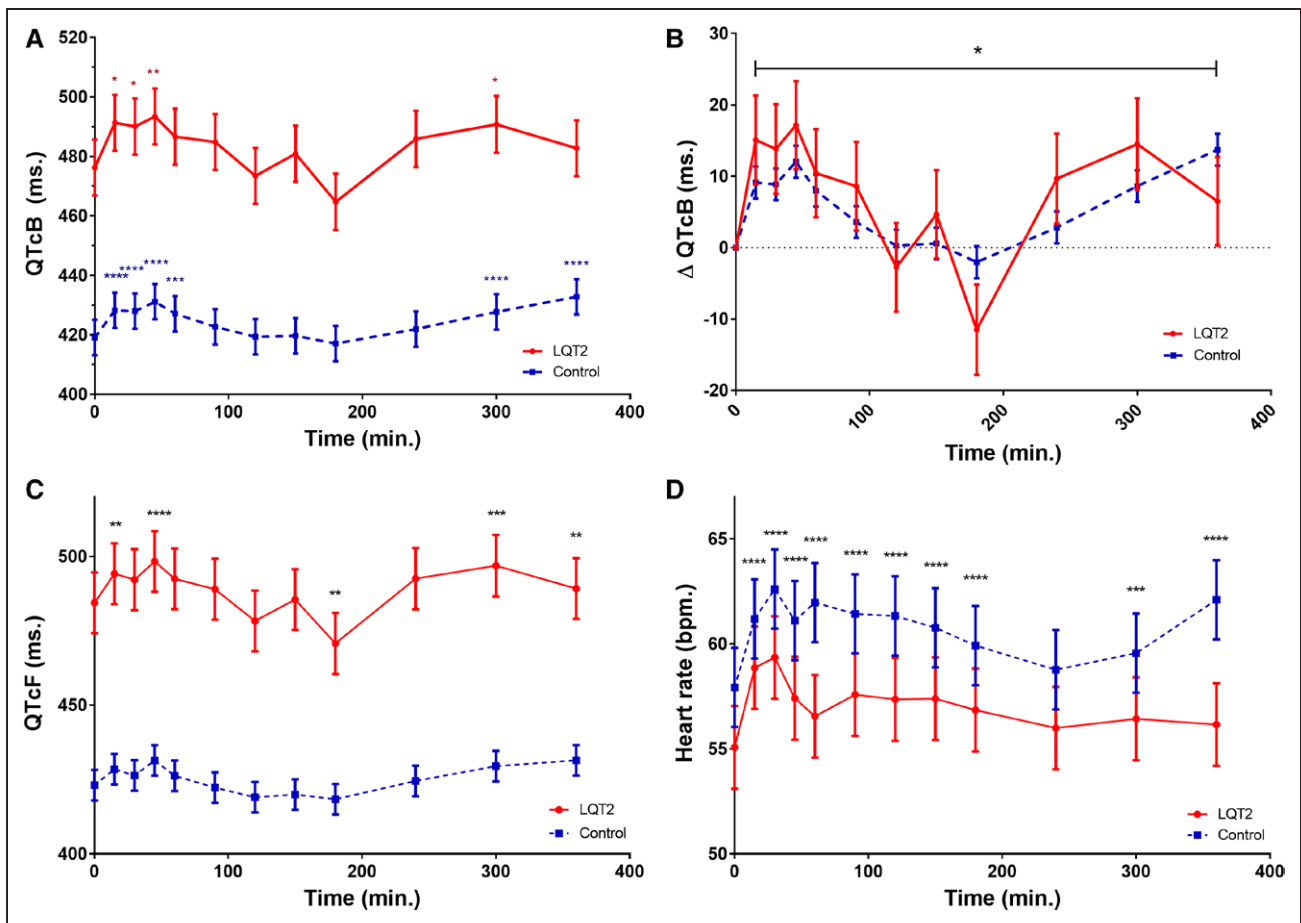 A
520
500
480
460
440
420
400
QTcB (ms.)
* * ** *
**** **** **** *** **** ****
LQT2
Control
0 100 200 300 400
Time (min.)
B
30
20
10
0
-10
-20
Δ QTcB (ms.)
*
LQT2
Control
0 100 200 300 400
Time (min.)
C
500
450
400
QTcF (ms.)
** **** ** *** **
LQT2
Control
0 100 200 300 400
Time (min.)
D
65
60
55
50
Heart rate (bpm.)
**** **** **** **** **** **** **** **** *** ****
LQT2
Control
0 100 200 300 400
Time (min.)